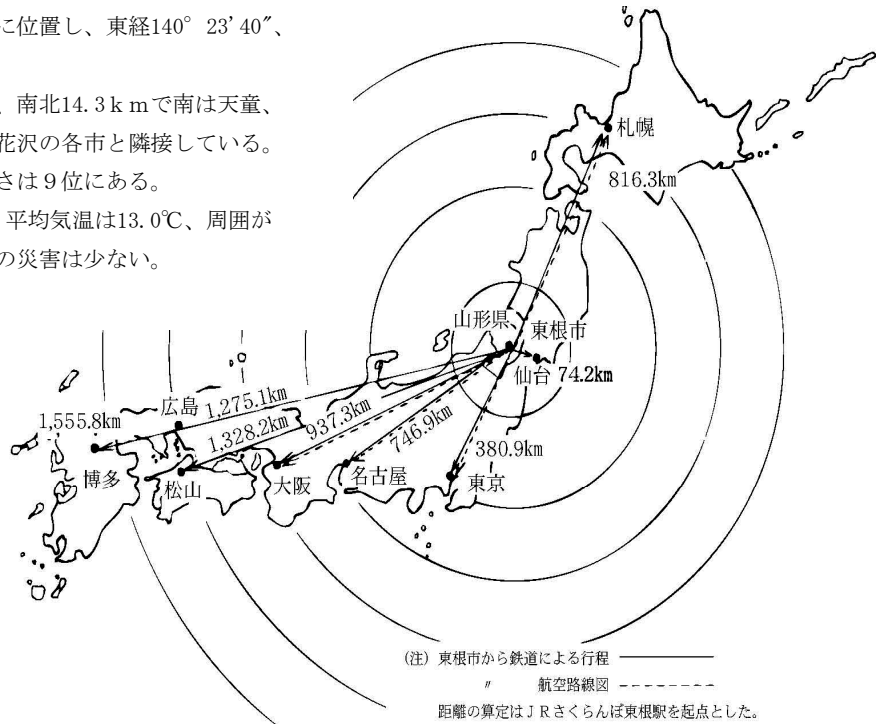 に位置し、東経140° 23′40″、
、南北14.3kmで南は天童、
花沢の各市と隣接している。
さは９位にある。
平均気温は13.0℃、周囲が
の災害は少ない。
札幌
816.3km
山形県
東根市
仙台 74.2km
広島
1,275.1km
1,555.8km
1,328.2km
937.3km
746.9km
380.9km
博多
松山
大阪
名古屋
東京
(注) 東根市から鉄道による行程
〃 航空路線図
距離の算定はＪＲさくらんぼ東根駅を起点とした。